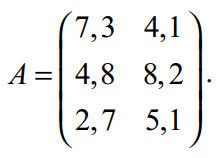 7,3 4,1
A = 4,8 8,2 .
2,7 5,1